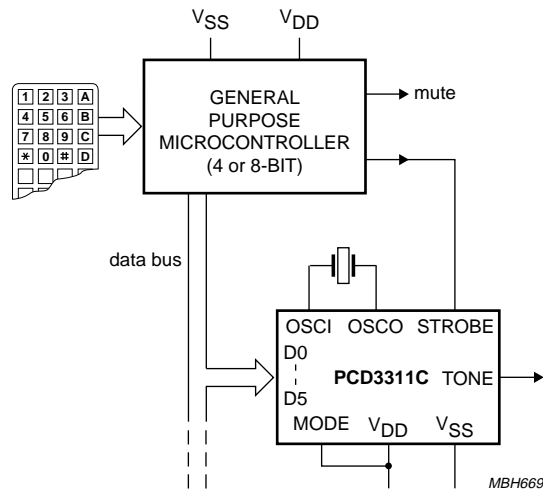 VSS VDD
1 2 3 A
4 5 6 B
7 8 9 C
* 0 # D
GENERAL
PURPOSE
MICROCONTROLLER
(4 or 8-BIT)
mute
data bus
OSCI OSCO STROBE
D0
D5
PCD3311C TONE
MODE VDD VSS
MBH669